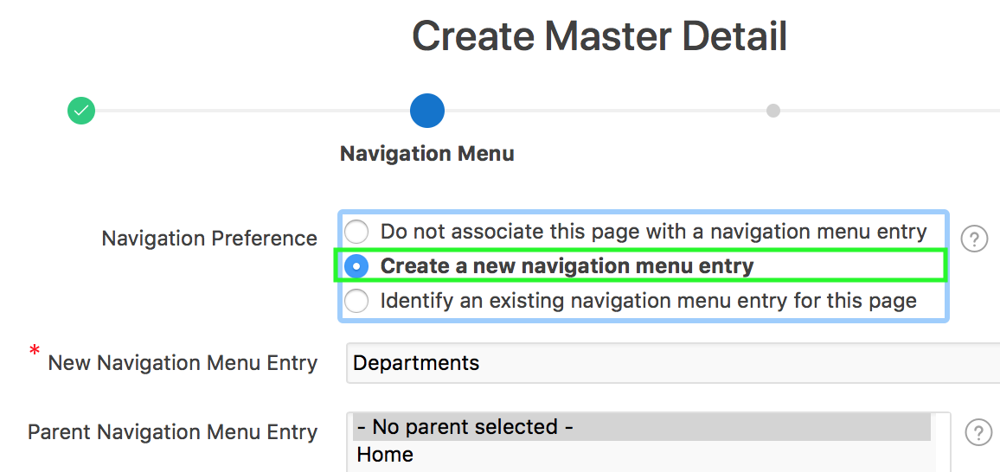 Create Master Detail
Navigation Menu
Navigation Preference
Do not associate this page with a navigation menu entry
?
Create a new navigation menu entry
Identify an existing navigation menu entry for this page
* New Navigation Menu Entry
Departments
Parent Navigation Menu Entry
- No parent selected -
?
Home